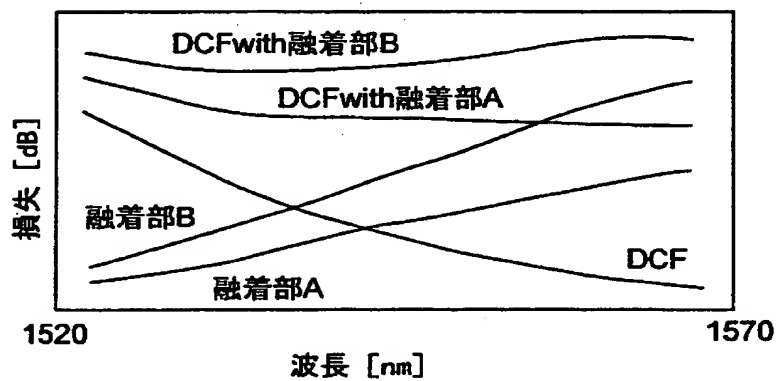 DCFwith融着部B
DCFwith融着部A
損失 [dB]
融着部B
融着部A
DCF
1520
1570
波長 [nm]